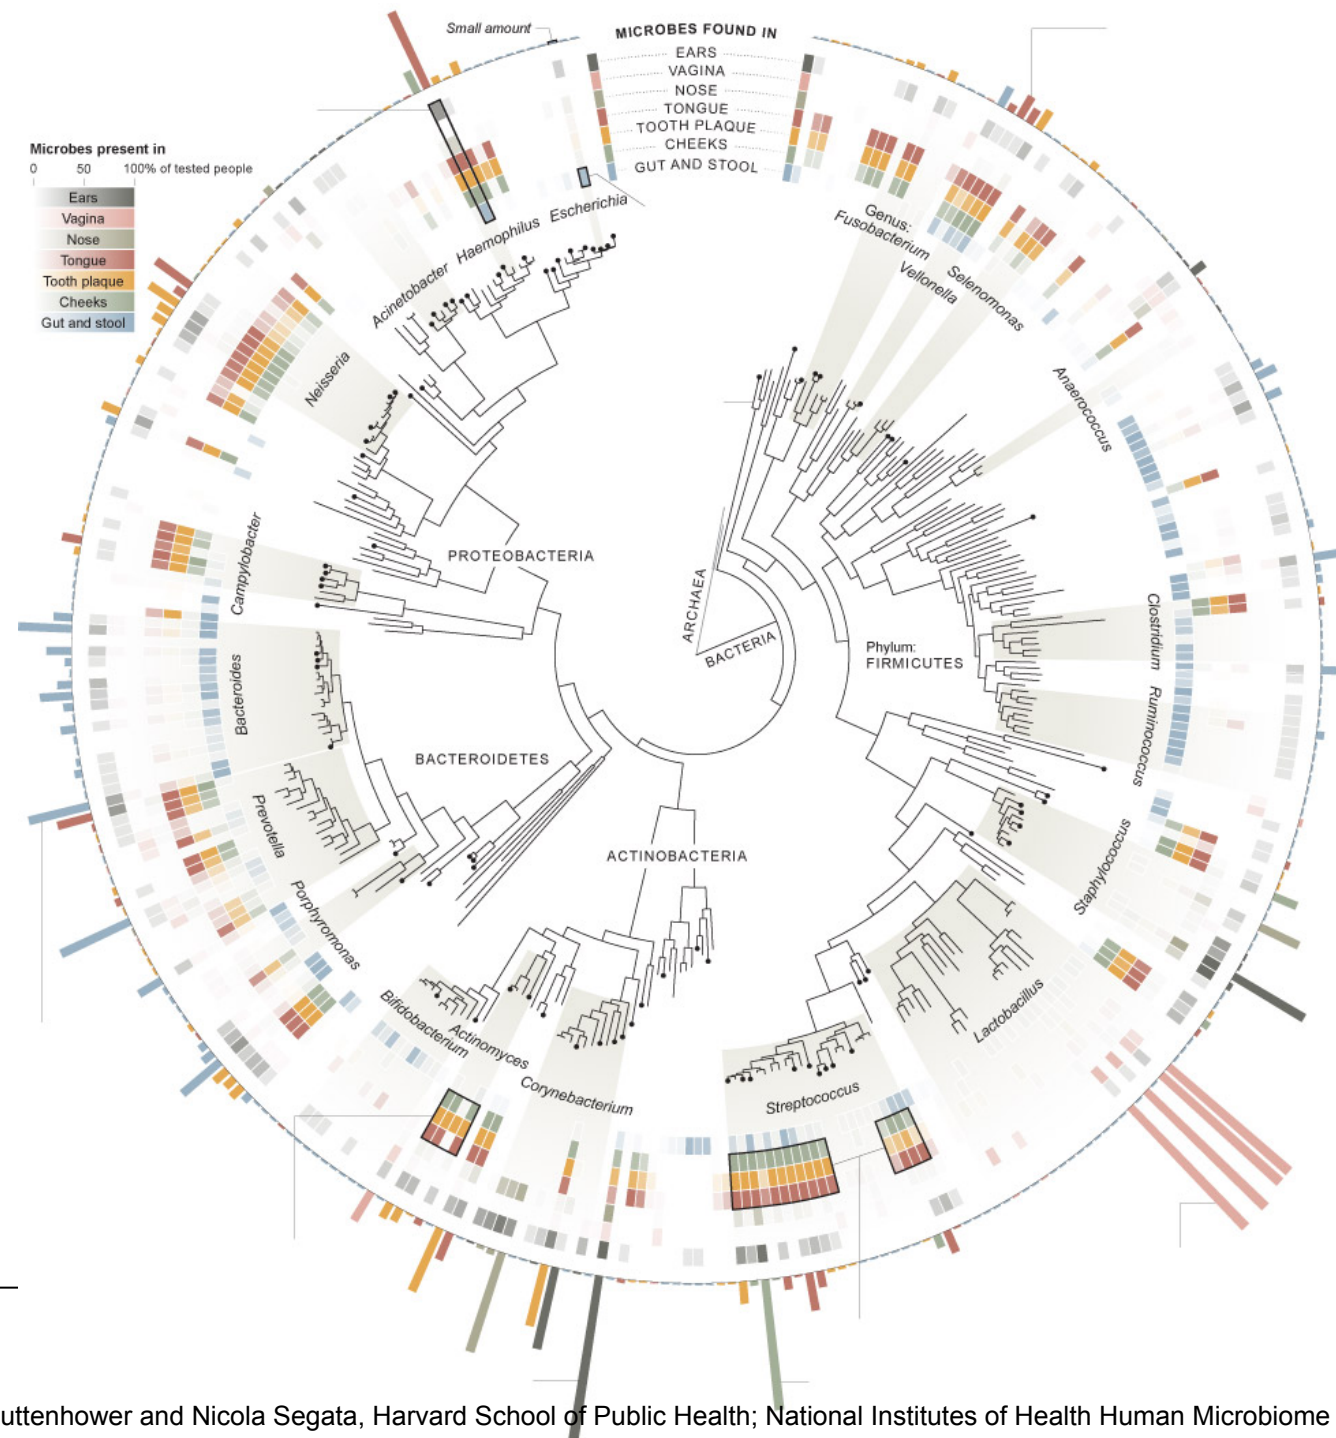 Small amount
MICROBES FOUND IN
EARS
VAGINA
NOSE
TONGUE
TOOTH PLAQUE
CHEEKS
GUT AND STOOL
Microbes present in
0 50 100% of tested people
Ears
Vagina
Nose
Tongue
Tooth plaque
Cheeks
Gut and stool
Escherichia
Haemophilus
Acinetobacter
Neisseria
Campylobacter
Bacteroides
Prevotella
Porphyromonas
Bifidobacterium
Actinomyces
Corynebacterium
Streptococcus
Lactobacillus
Staphylococcus
Ruminococcus
Clostridium
Anaerococcus
Selenomonas
Vellonella
Genus:
Fusobacterium
PROTEOBACTERIA
BACTEROIDETES
ACTINOBACTERIA
Phylum:
FIRMICUTES
ARCHAEA
BACTERIA
uttenhower and Nicola Segata, Harvard School of Public Health; National Institutes of Health Human Microbiome